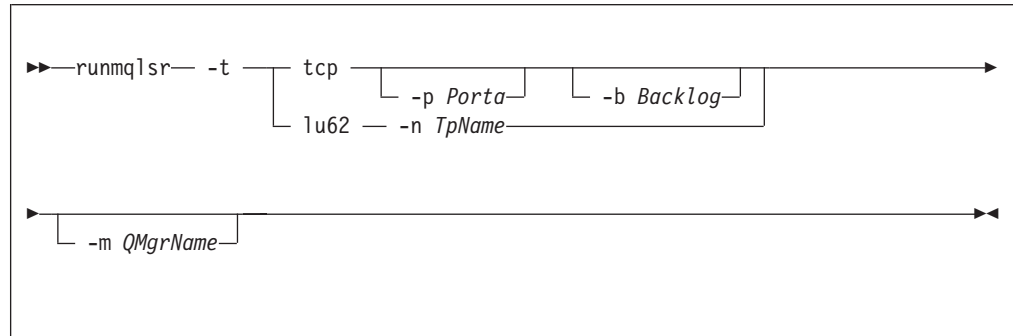 runmqlsr -t tcp
-p Porta -b Backlog
lu62 -n TpName
-m QMgrName